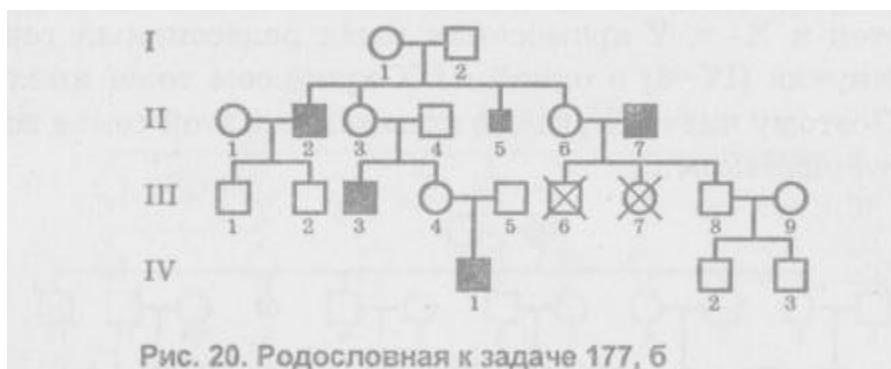 I
1 2
II
1 2 3 4 5 6 7
III
1 2 3 4 5 6 7 8 9
IV
1 2 3
Рис. 20. Родословная к задаче 177, б